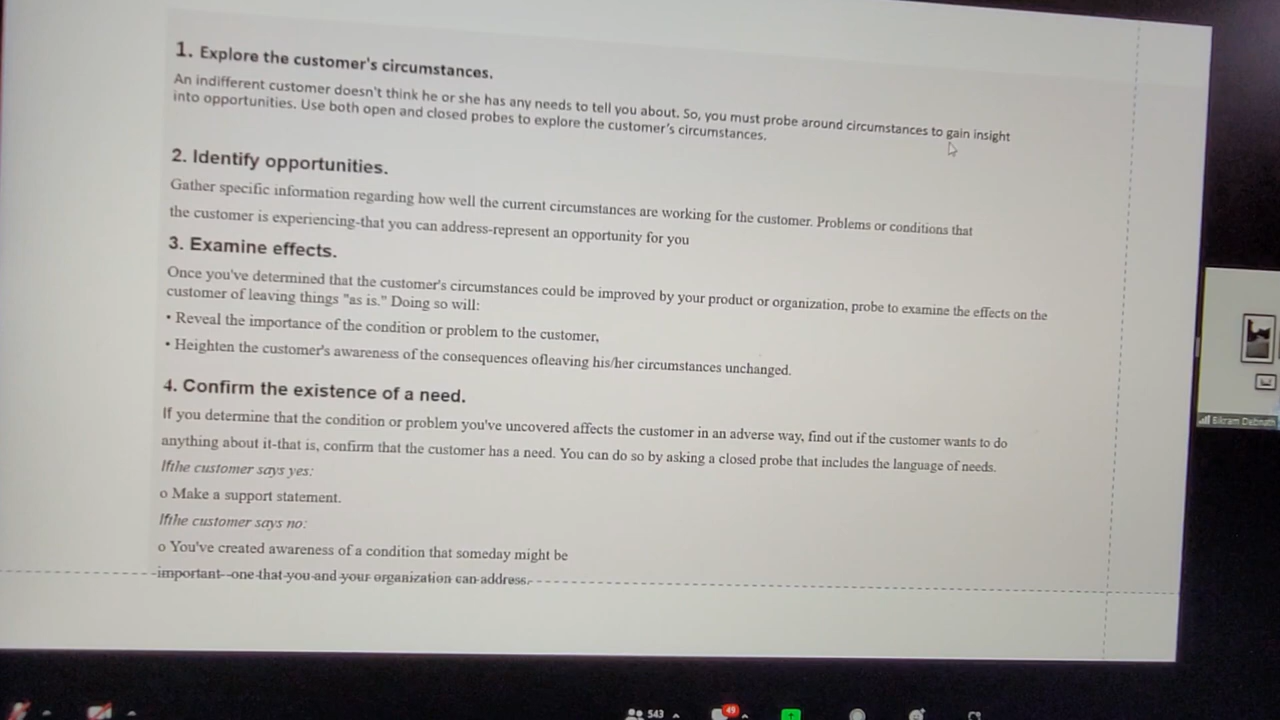 1. Explore the customer's circumstances.
An indifferent customer doesn't think he or she has any needs to tell you about. So, you must probe around circumstances to gain insight
into opportunities. Use both open and closed probes to explore the customer's circumstances.
2. Identify opportunities.
Gather specific information regarding how well the current circumstances are working for the customer. Problems or conditions that
the customer is experiencing-that you can address-represent an opportunity for you
3. Examine effects.
Once you've determined that the customer's circumstances could be improved by your product or organization, probe to examine the effects on the
customer of leaving things "as is." Doing so will:
• Reveal the importance of the condition or problem to the customer,
• Heighten the customer's awareness of the consequences ofleaving his/her circumstances unchanged.
4. Confirm the existence of a need.
If you determine that the condition or problem you've uncovered affects the customer in an adverse way, find out if the customer wants to do
anything about it-that is, confirm that the customer has a need. You can do so by asking a closed probe that includes the language of needs.
Ifthe customer says yes:
o Make a support statement.
Ifthe customer says no:
o You've created awareness of a condition that someday might be
important--one that you and your organization can address.
Bikram Debnath
543
49